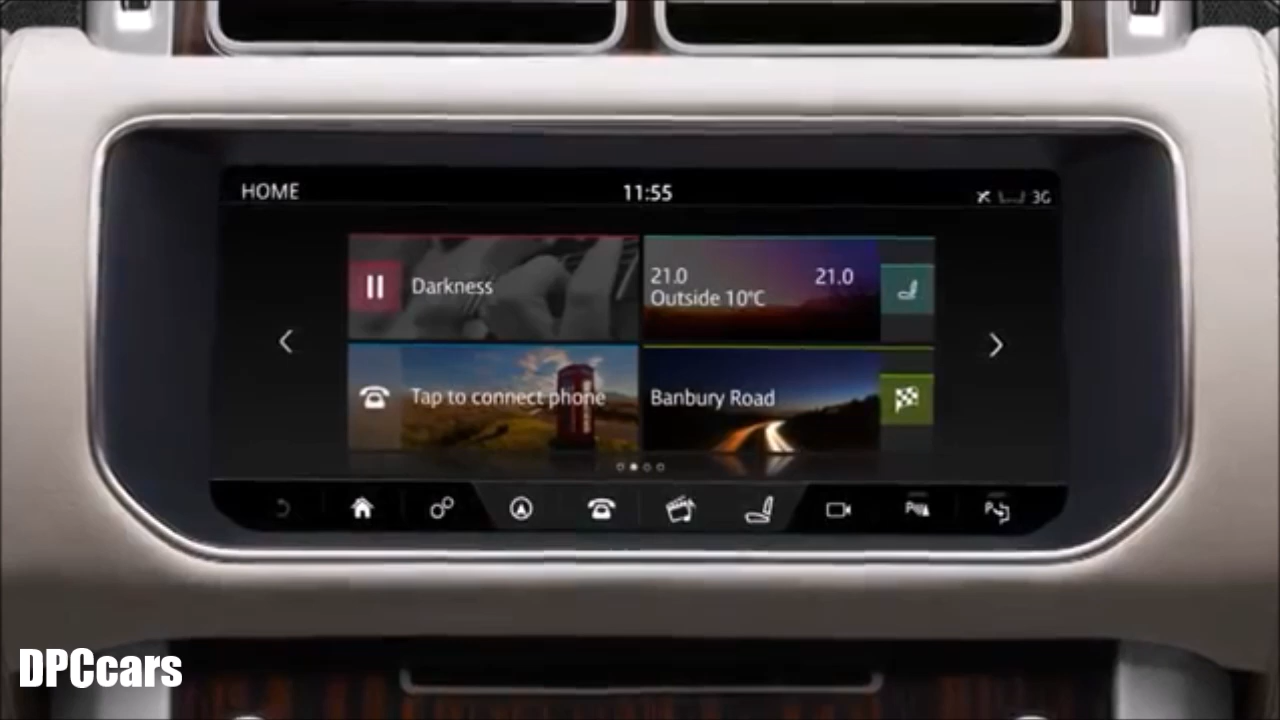 HOME
11:55
3G
Darkness
21.0
21.0
Outside 10°C
Tap to connect phone
Banbury Road
DPCcars